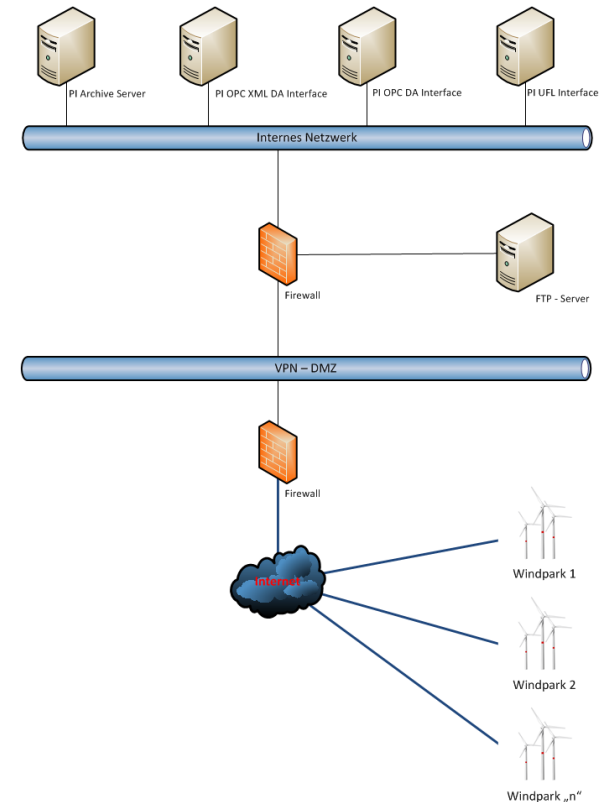 PI Archive Server
PI OPC XML DA Interface
PI OPC DA Interface
PI UFL Interface
Internes Netzwerk
Firewall
FTP - Server
VPN – DMZ
Firewall
Internet
Windpark 1
Windpark 2
Windpark „n“